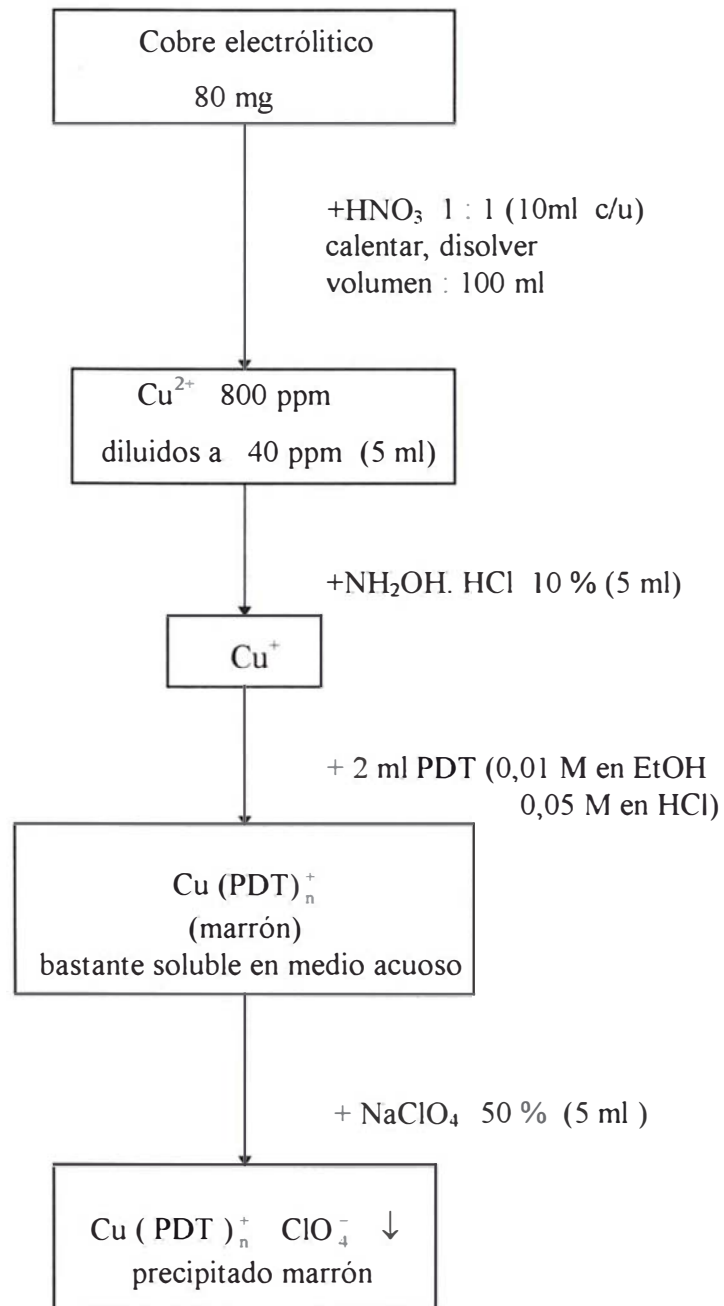 Cobre electrólitico
80 mg
+HNO₃ 1 : 1 (10ml c/u)
calentar, disolver
volumen : 100 ml
Cu²⁺ 800 ppm
diluidos a 40 ppm (5 ml)
+NH₂OH. HCl 10 % (5 ml)
Cu⁺
+ 2 ml PDT (0,01 M en EtOH
0,05 M en HCl)
Cu (PDT)ₙ⁺
(marrón)
bastante soluble en medio acuoso
+ NaClO₄ 50 % (5 ml )
Cu ( PDT )ₙ⁺ ClO₄⁻ ↓
precipitado marrón